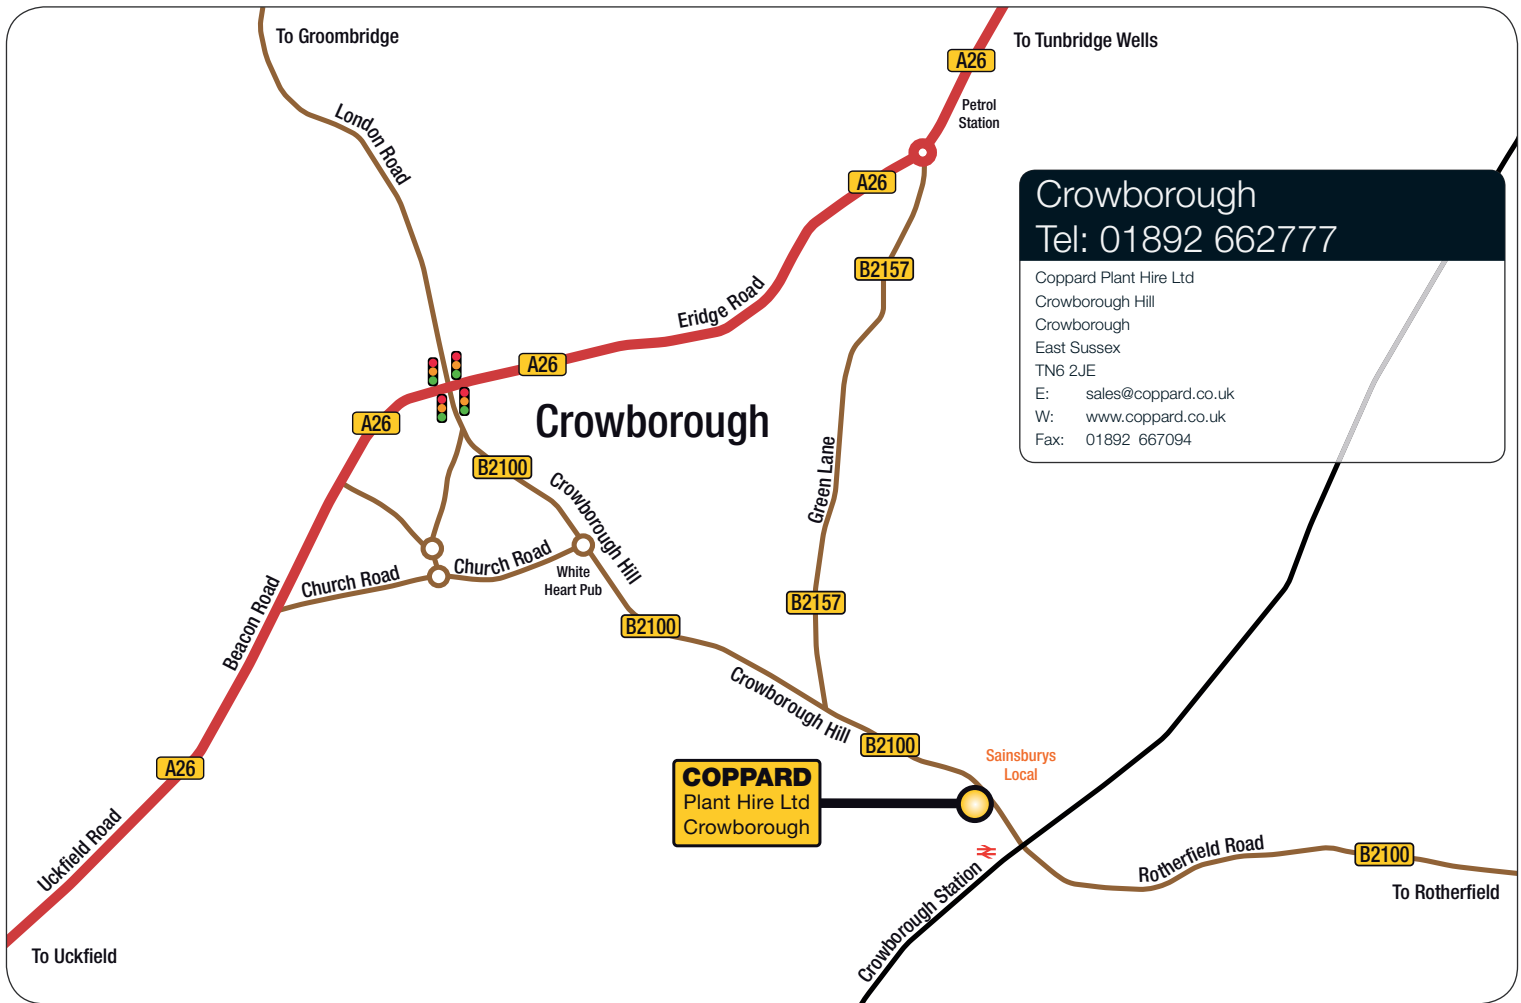 To Groombridge
To Tunbridge Wells
A26
Petrol
Station
London Road
A26
Crowborough
Tel: 01892 662777
Coppard Plant Hire Ltd
Crowborough Hill
Crowborough
East Sussex
TN6 2JE
E: sales@coppard.co.uk
W: www.coppard.co.uk
Fax: 01892 667094
B2157
Eridge Road
A26
A26
Crowborough
B2100
Crowborough Hill
Green Lane
Church Road
Church Road
White
Heart Pub
Beacon Road
B2157
B2100
Crowborough Hill
B2100
Sainsburys
Local
A26
COPPARD
Plant Hire Ltd
Crowborough
Uckfield Road
Crowborough Station
Rotherfield Road
B2100
To Rotherfield
To Uckfield